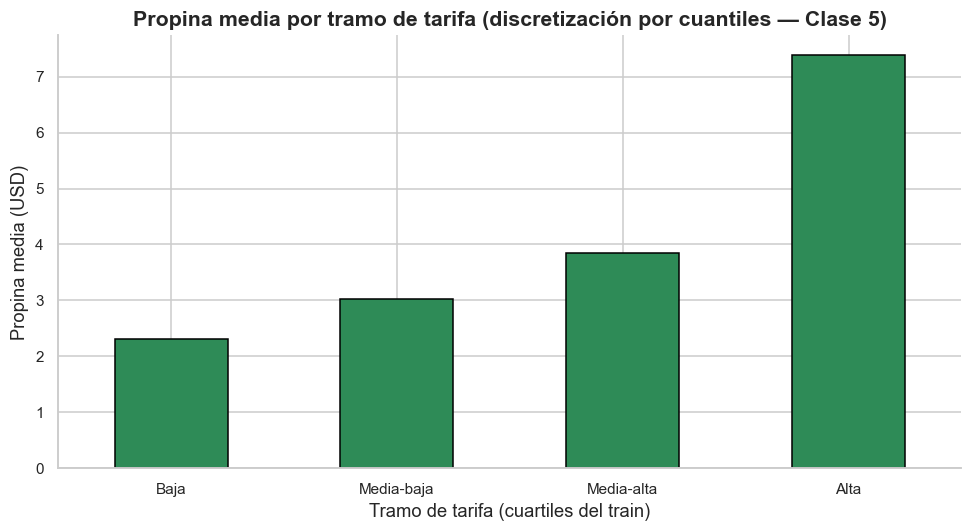 Propina media por tramo de tarifa (discretización por cuantiles — Clase 5)
Propina media (USD)
7
6
5
4
3
2
1
0
Baja
Media-baja
Media-alta
Alta
Tramo de tarifa (cuartiles del train)